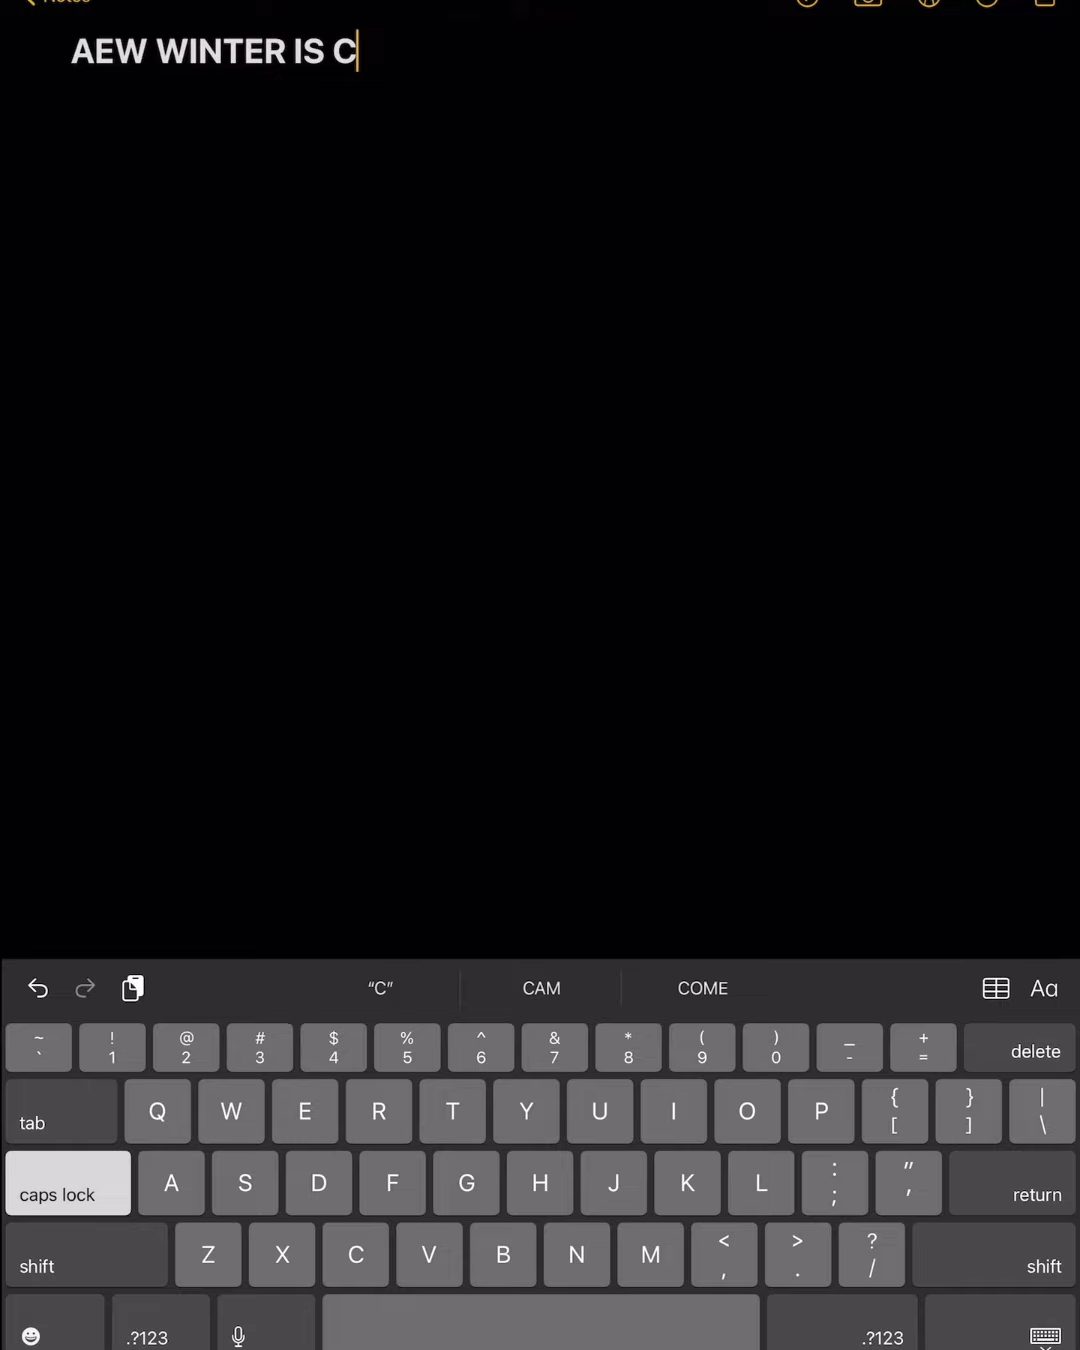 AEW WINTER IS C
“C” CAM COME Aa
~ ! @ # $ % ^ & * ( ) _ +
` 1 2 3 4 5 6 7 8 9 0 - = delete
tab Q W E R T Y U I O P { [ } ] | \
caps lock A S D F G H J K L : ; " ' return
shift Z X C V B N M < , > . ? / shift
.?123 .?123